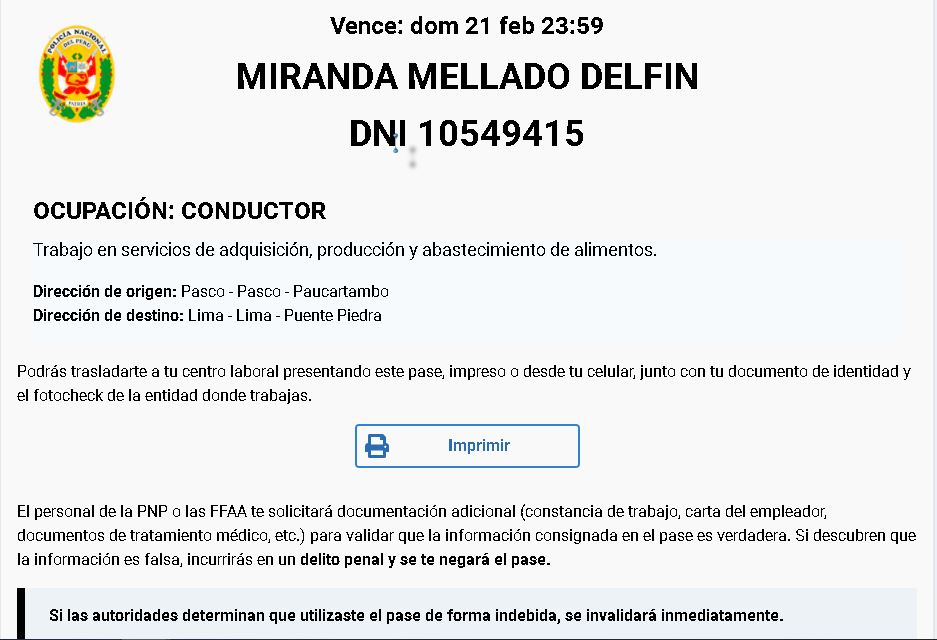 POLICÍA NACIONAL
DEL PERÚ
PATRIA
Vence: dom 21 feb 23:59
MIRANDA MELLADO DELFIN
DNI 10549415
OCUPACIÓN: CONDUCTOR
Trabajo en servicios de adquisición, producción y abastecimiento de alimentos.
Dirección de origen: Pasco - Pasco - Paucartambo
Dirección de destino: Lima - Lima - Puente Piedra
Podrás trasladarte a tu centro laboral presentando este pase, impreso o desde tu celular, junto con tu documento de identidad y
el fotocheck de la entidad donde trabajas.
Imprimir
El personal de la PNP o las FFAA te solicitará documentación adicional (constancia de trabajo, carta del empleador,
documentos de tratamiento médico, etc.) para validar que la información consignada en el pase es verdadera. Si descubren que
la información es falsa, incurrirás en un delito penal y se te negará el pase.
Si las autoridades determinan que utilizaste el pase de forma indebida, se invalidará inmediatamente.